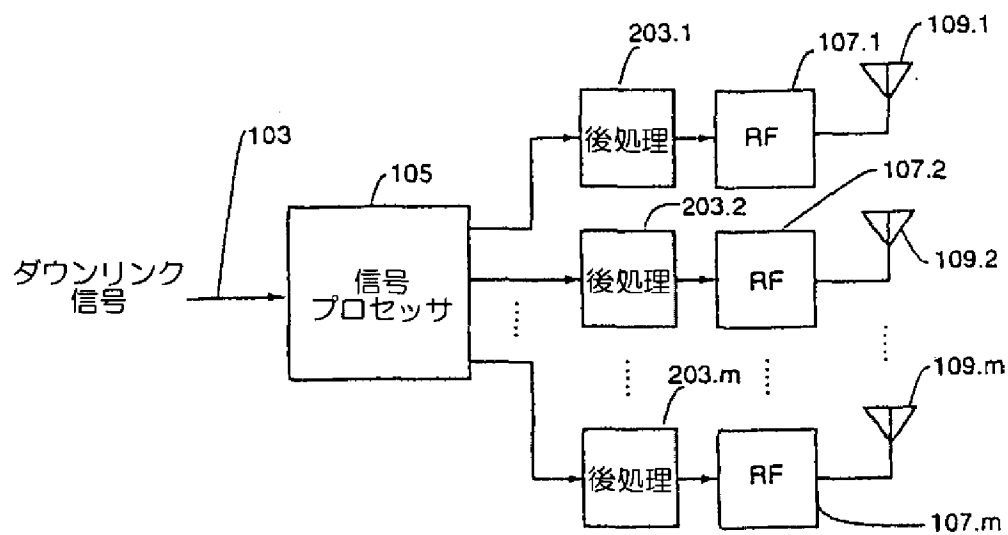 203.1
107.1
109.1
103
後処理
RF
105
203.2
107.2
109.2
ダウンリンク
信号
信号
プロセッサ
後処理
RF
203.m
109.m
後処理
RF
107.m